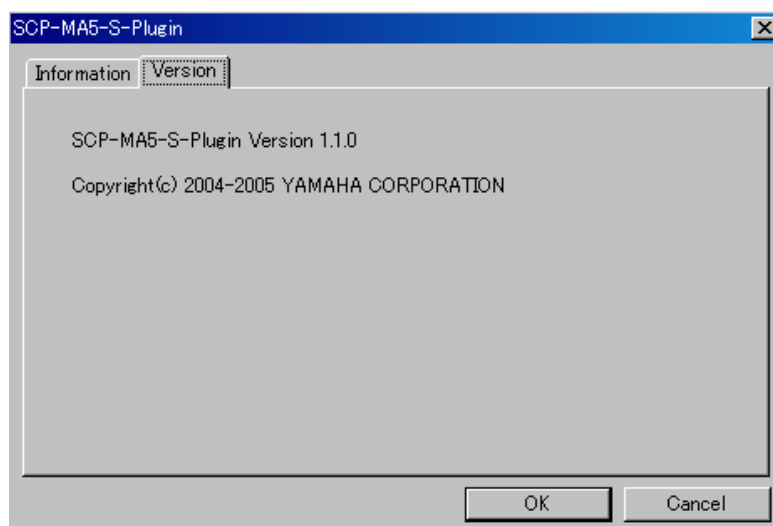 SCP-MA5-S-Plugin
Information Version
SCP-MA5-S-Plugin Version 1.1.0
Copyright(c) 2004-2005 YAMAHA CORPORATION
OK Cancel